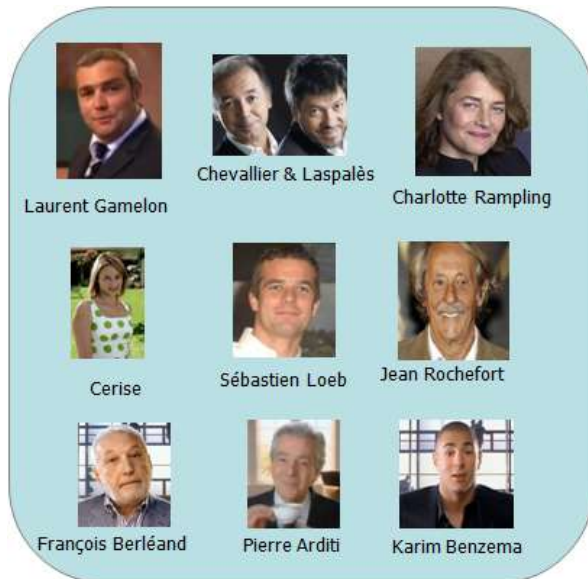 Laurent Gamelon
Chevallier & Laspalès
Charlotte Rampling
Cerise
Sébastien Loeb
Jean Rochefort
François Berléand
Pierre Arditi
Karim Benzema